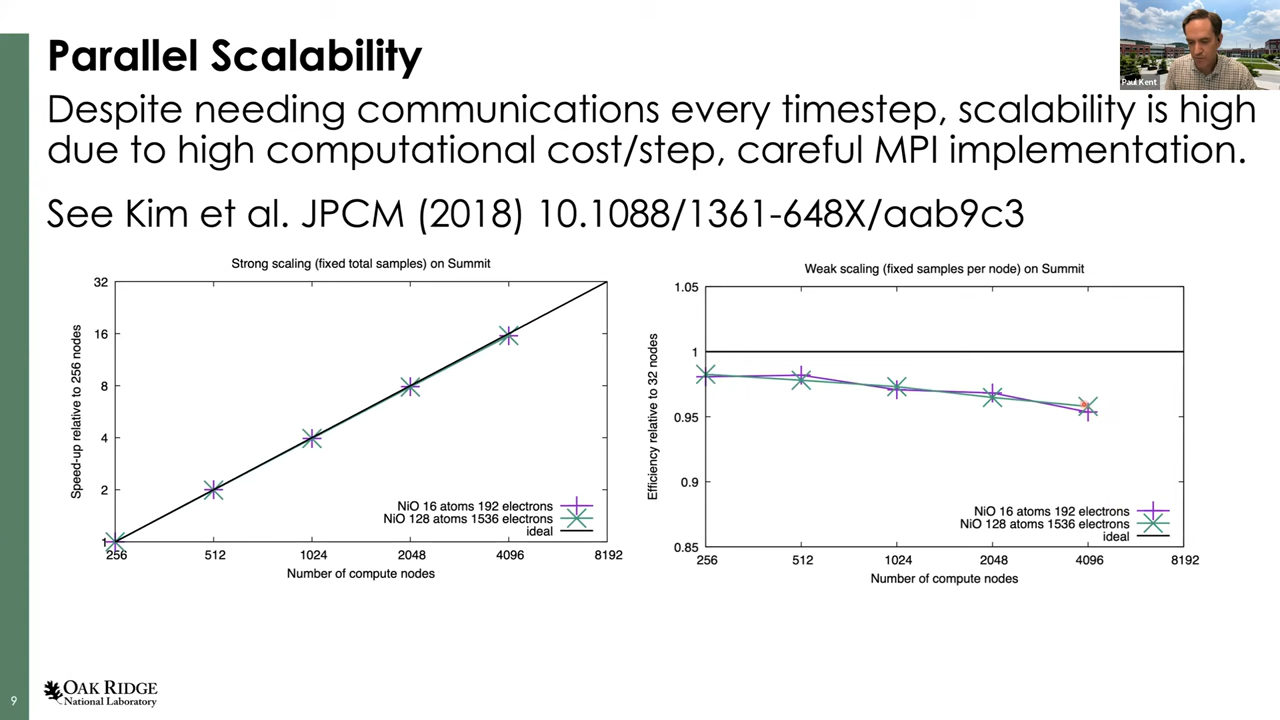 Parallel Scalability
Paul Kent
Despite needing communications every timestep, scalability is high
due to high computational cost/step, careful MPI implementation.
See Kim et al. JPCM (2018) 10.1088/1361-648X/aab9c3
Strong scaling (fixed total samples) on Summit
32
16
8
4
2
1
Speed-up relative to 256 nodes
NiO 16 atoms 192 electrons
NiO 128 atoms 1536 electrons
ideal
256 512 1024 2048 4096 8192
Number of compute nodes
Weak scaling (fixed samples per node) on Summit
1.05
1
0.95
0.9
0.85
Efficiency relative to 32 nodes
NiO 16 atoms 192 electrons
NiO 128 atoms 1536 electrons
ideal
256 512 1024 2048 4096 8192
Number of compute nodes
9
OAK RIDGE
National Laboratory